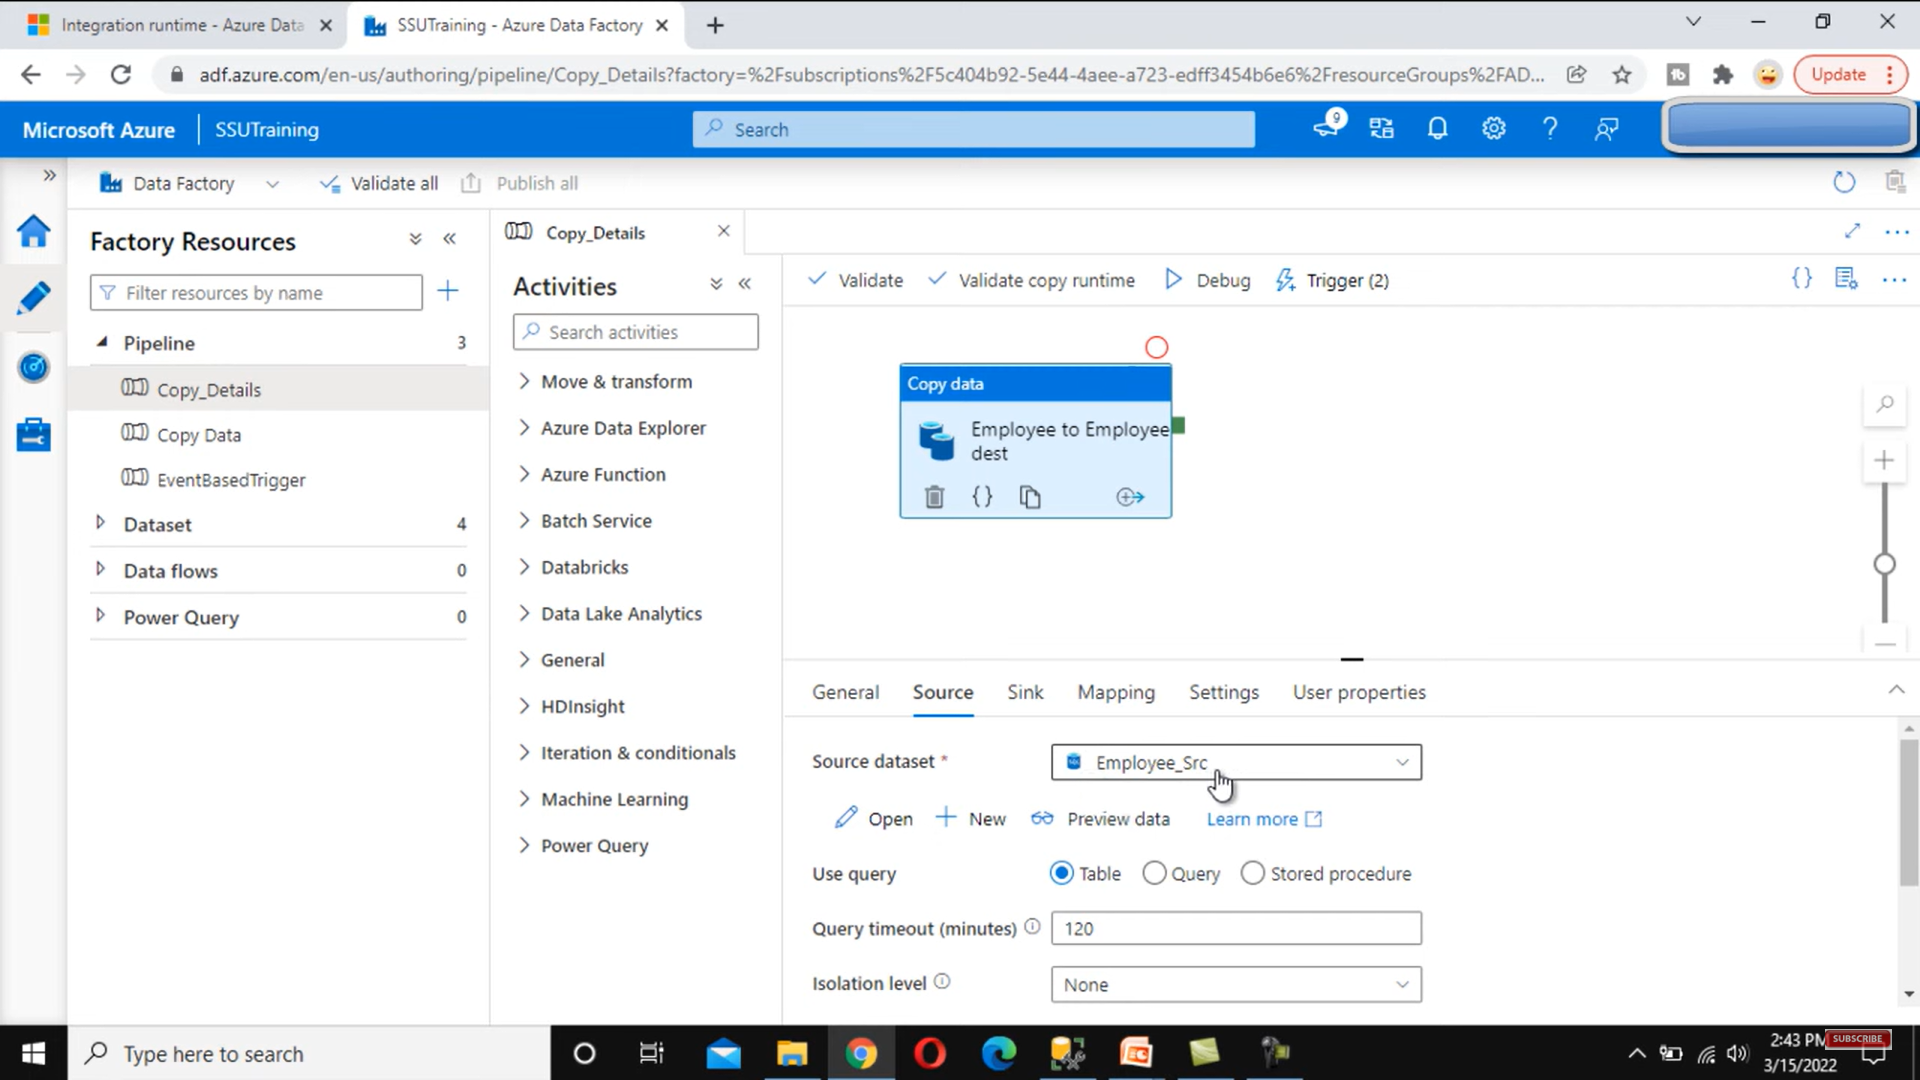 Integration runtime - Azure Data
SSUTraining - Azure Data Factory
adf.azure.com/en-us/authoring/pipeline/Copy_Details?factory=%2Fsubscriptions%2F5c404b92-5e44-4aee-a723-edff3454b6e6%2FresourceGroups%2FAD...
Update
Microsoft Azure
SSUTraining
Search
9
Data Factory
Validate all
Publish all
Factory Resources
Filter resources by name
Pipeline 3
Copy_Details
Copy Data
EventBasedTrigger
Dataset 4
Data flows 0
Power Query 0
Copy_Details
Activities
Search activities
Move & transform
Azure Data Explorer
Azure Function
Batch Service
Databricks
Data Lake Analytics
General
HDInsight
Iteration & conditionals
Machine Learning
Power Query
Validate
Validate copy runtime
Debug
Trigger (2)
Copy data
Employee to Employee
dest
General
Source
Sink
Mapping
Settings
User properties
Source dataset *
Employee_Src
Open
New
Preview data
Learn more
Use query
Table
Query
Stored procedure
Query timeout (minutes)
120
Isolation level
None
Type here to search
2:43 PM
3/15/2022
SUBSCRIBE